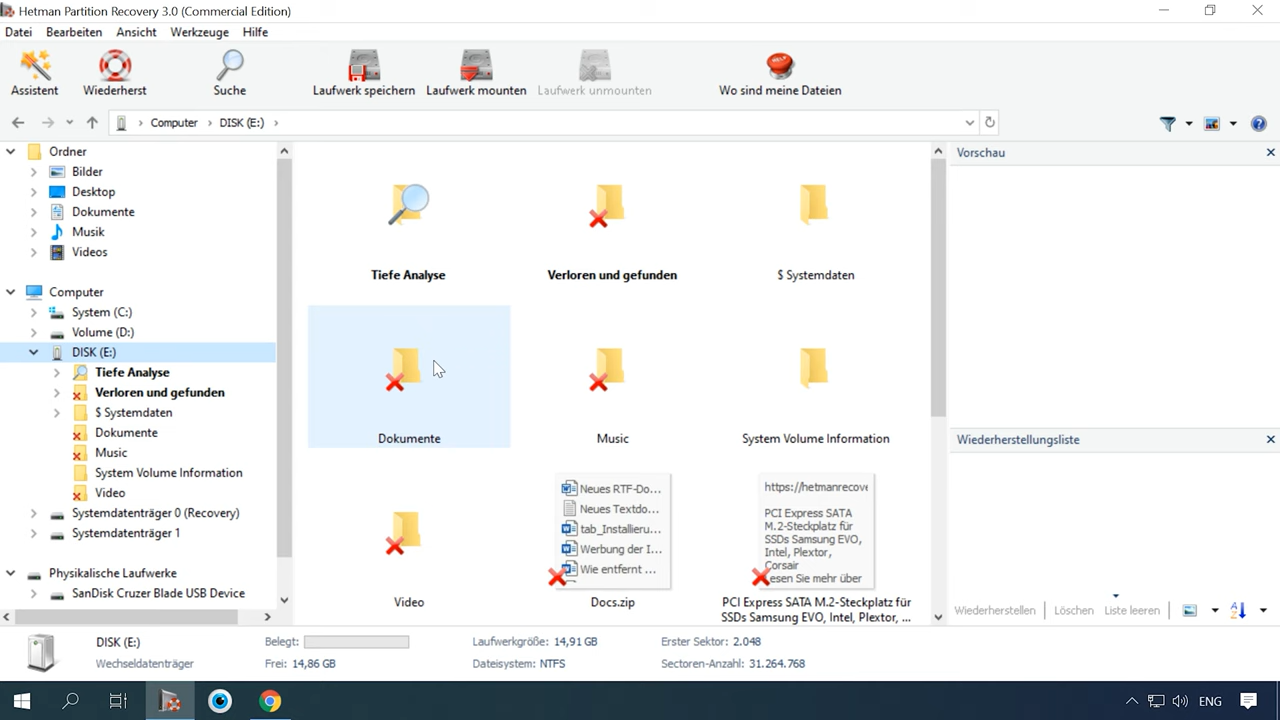 Hetman Partition Recovery 3.0 (Commercial Edition)
Datei Bearbeiten Ansicht Werkzeuge Hilfe
Assistent Wiederherst Suche Laufwerk speichern Laufwerk mounten Laufwerk unmounten Wo sind meine Dateien
Computer DISK (E:)
Ordner
Bilder
Desktop
Dokumente
Musik
Videos
Computer
System (C:)
Volume (D:)
DISK (E:)
Tiefe Analyse
Verloren und gefunden
$ Systemdaten
Dokumente
Music
System Volume Information
Video
Systemdatenträger 0 (Recovery)
Systemdatenträger 1
Physikalische Laufwerke
SanDisk Cruzer Blade USB Device
Tiefe Analyse Verloren und gefunden $ Systemdaten
Dokumente Music System Volume Information
Neues RTF-Do...
Neues Textdo...
tab_Installieru...
Werbung der I...
Wie entfernt ...
https://hetmanrecove
PCI Express SATA
M.2-Steckplatz für
SSDs Samsung EVO,
Intel, Plextor,
Corsair
esen Sie mehr über
Video Docs.zip PCI Express SATA M.2-Steckplatz für
SSDs Samsung EVO, Intel, Plextor, ...
Vorschau
Wiederherstellungsliste
Wiederherstellen Löschen Liste leeren
DISK (E:) Belegt: Laufwerkgröße: 14,91 GB Erster Sektor: 2.048
Wechseldatenträger Frei: 14,86 GB Dateisystem: NTFS Sectoren-Anzahl: 31.264.768
ENG